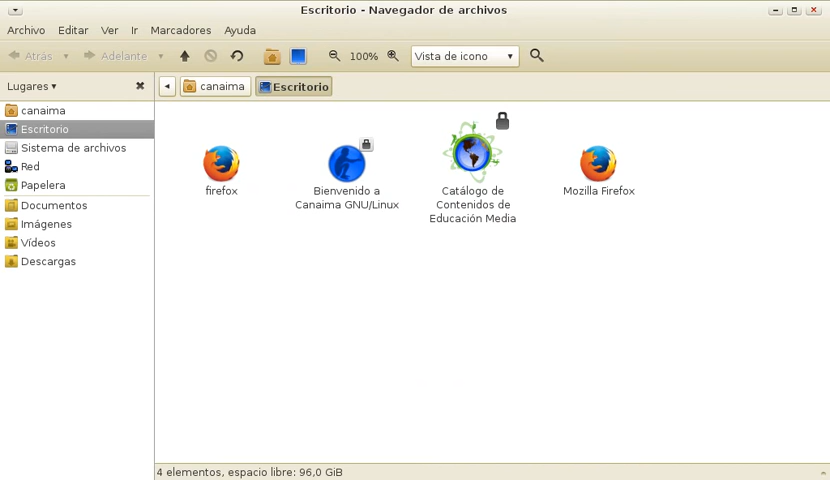 Escritorio - Navegador de archivos
Archivo Editar Ver Ir Marcadores Ayuda
Atrás Adelante 100% Vista de icono
Lugares canaima Escritorio
canaima
Escritorio
Sistema de archivos
Red
Papelera
Documentos
Imágenes
Vídeos
Descargas
firefox
Bienvenido a
Canaima GNU/Linux
Catálogo de
Contenidos de
Educación Media
Mozilla Firefox
4 elementos, espacio libre: 96,0 GiB